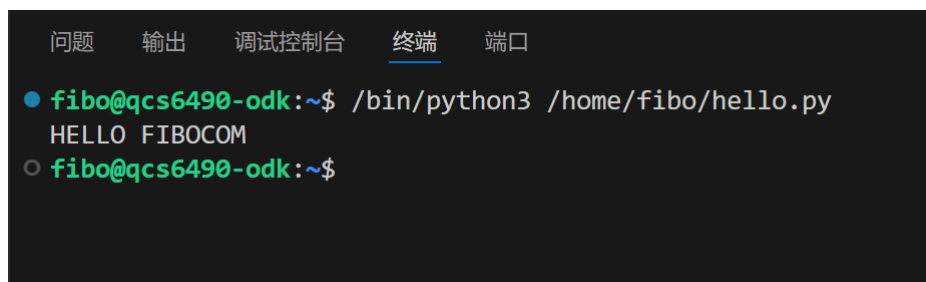 问题 输出 调试控制台 终端 端口
fibo@qcs6490-odk:~$ /bin/python3 /home/fibo/hello.py
HELLO FIBOCOM
fibo@qcs6490-odk:~$